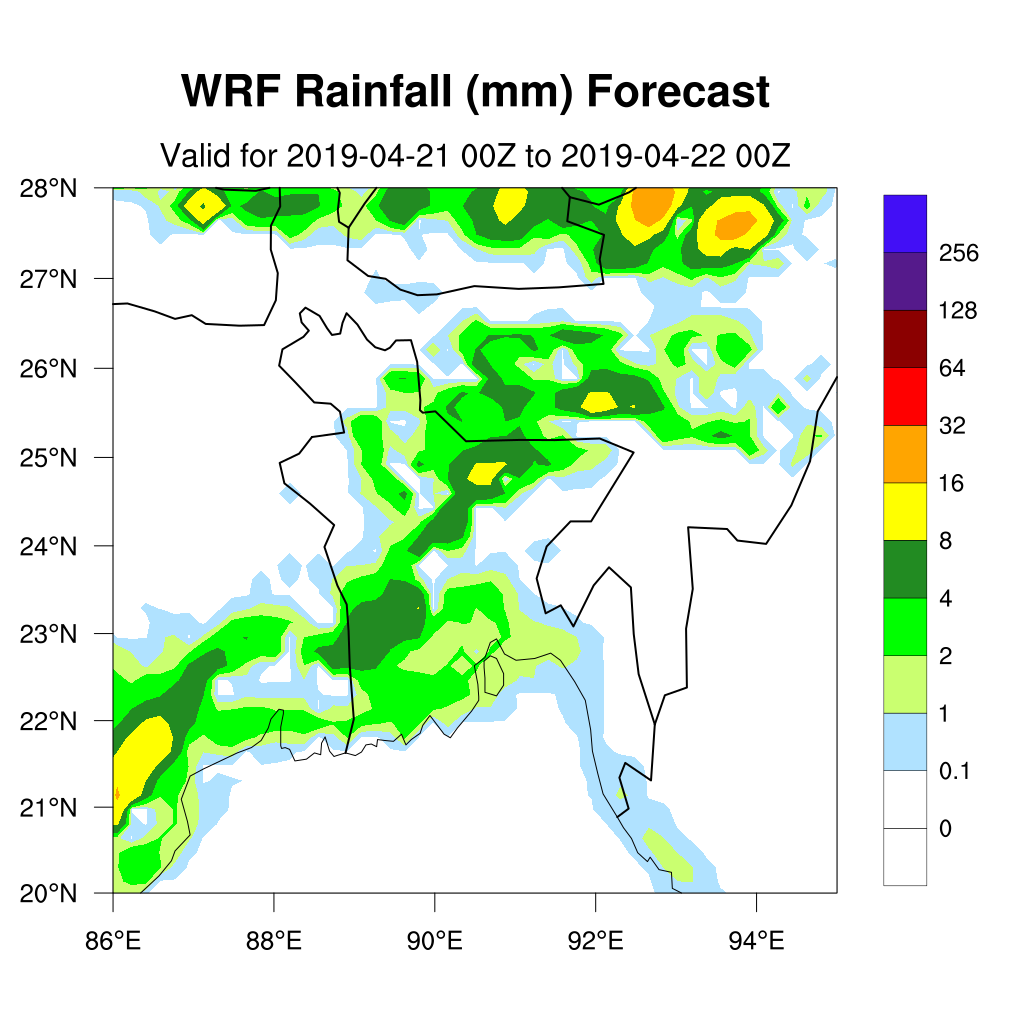 WRF Rainfall (mm) Forecast
Valid for 2019-04-21 00Z to 2019-04-22 00Z
28°N
27°N
26°N
25°N
24°N
23°N
22°N
21°N
20°N
86°E 88°E 90°E 92°E 94°E
256
128
64
32
16
8
4
2
1
0.1
0